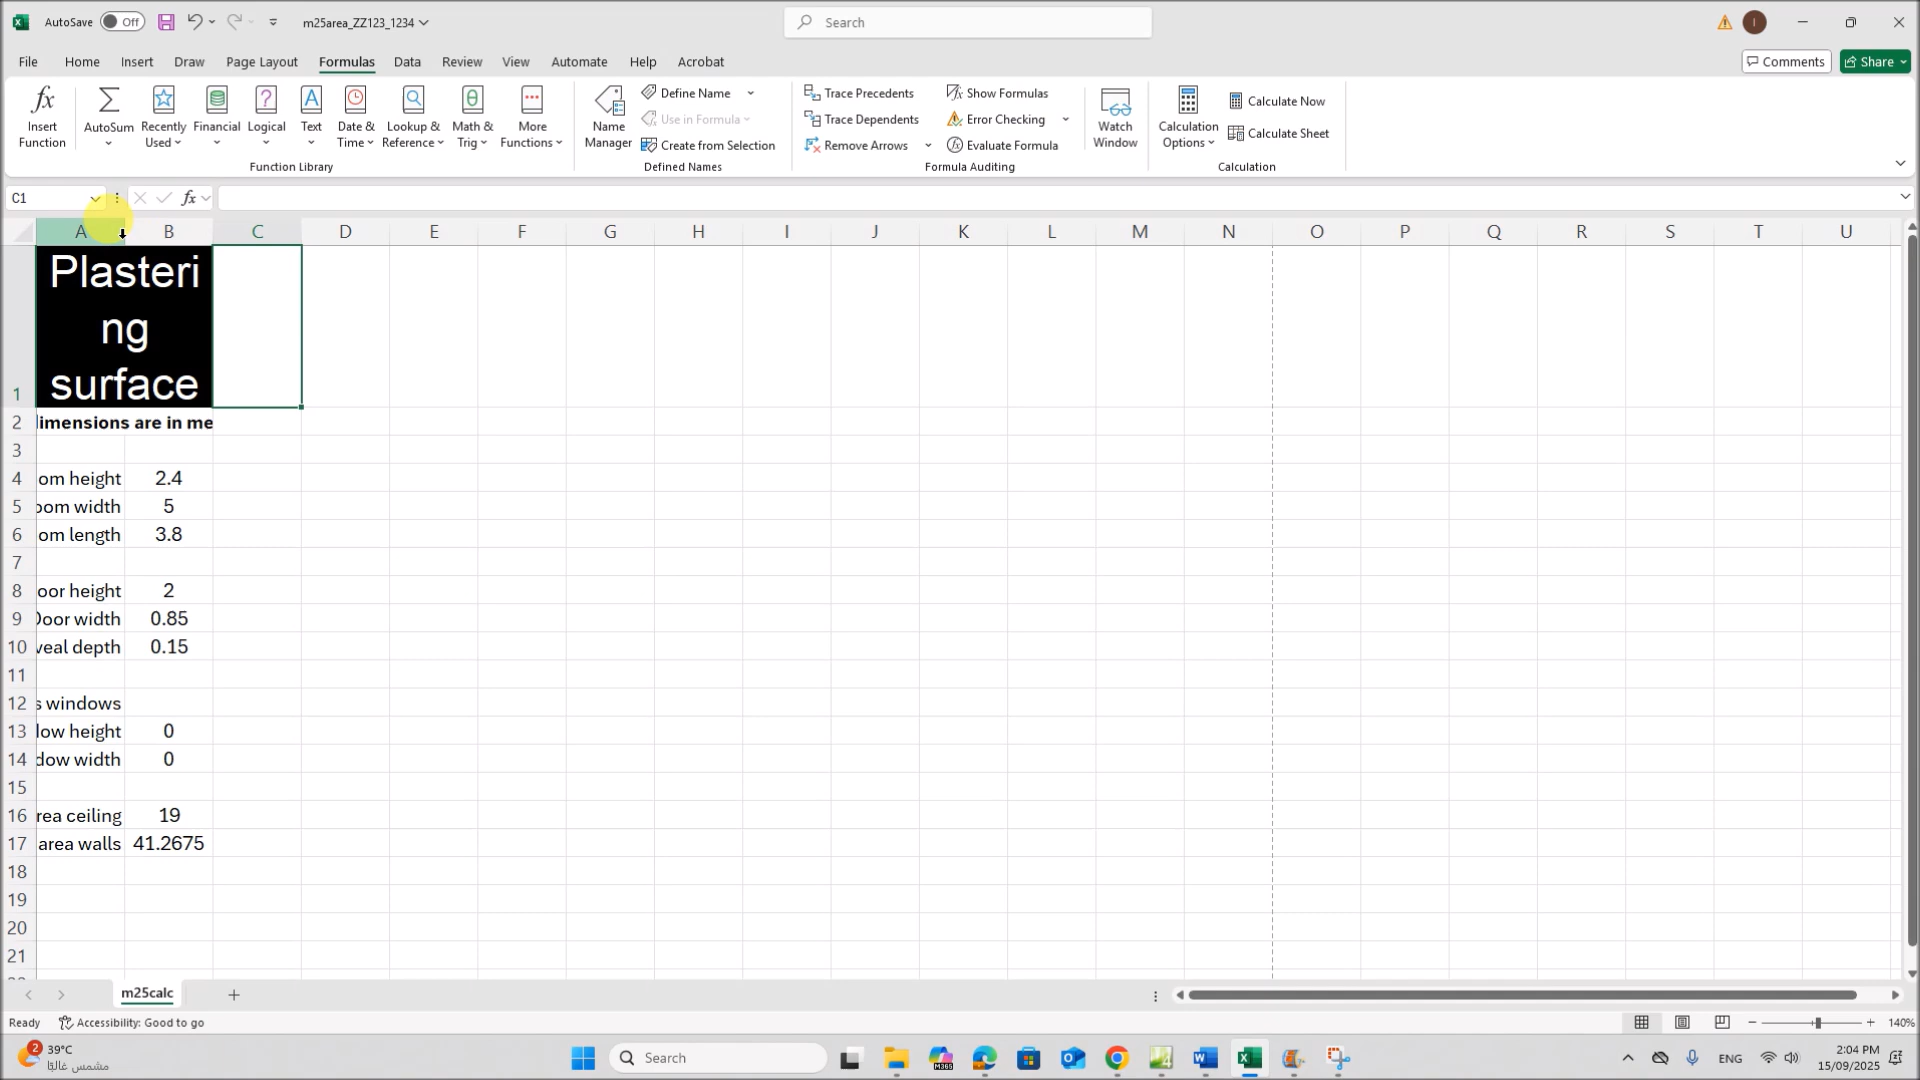 AutoSave Off m25area_ZZ123_1234 Search
File Home Insert Draw Page Layout Formulas Data Review View Automate Help Acrobat Comments Share
Insert Function
AutoSum
Recently Used
Financial
Logical
Text
Date & Time
Lookup & Reference
Math & Trig
More Functions
Function Library
Name Manager
Define Name
Use in Formula
Create from Selection
Defined Names
Trace Precedents
Trace Dependents
Remove Arrows
Show Formulas
Error Checking
Evaluate Formula
Formula Auditing
Watch Window
Calculation Options
Calculate Now
Calculate Sheet
Calculation
C1 fx
A B C D E F G H I J K L M N O P Q R S T U
Plasteri
ng
1 surface
2 dimensions are in me
3
4 om height 2.4
5 oom width 5
6 om length 3.8
7
8 oor height 2
9 Door width 0.85
10 veal depth 0.15
11
12 s windows
13 dow height 0
14 dow width 0
15
16 rea ceiling 19
17 area walls 41.2675
18
19
20
21
m25calc
Ready Accessibility: Good to go 140%
2 39°C
مشمس غالبًا
Search
M365
ENG
2:04 PM
15/09/2025